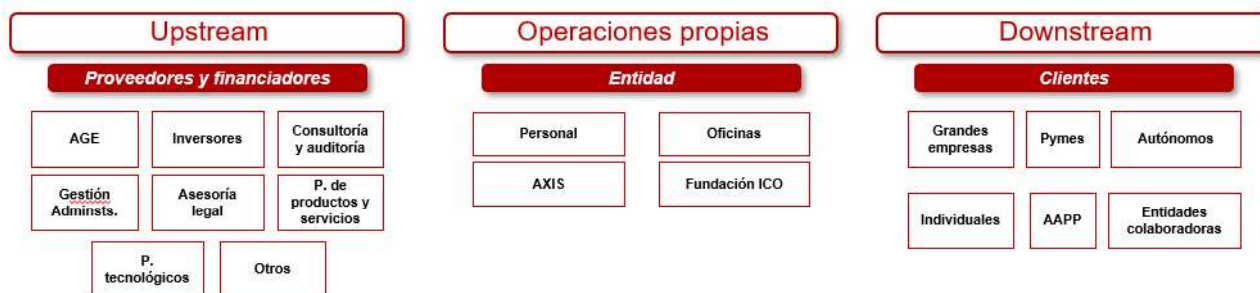 Upstream
Operaciones propias
Downstream
Proveedores y financiadores
Entidad
Clientes
AGE
Inversores
Consultoría
y auditoría
Gestión
Adminsts.
Asesoría
legal
P. de
productos y
servicios
P.
tecnológicos
Otros
Personal
Oficinas
AXIS
Fundación ICO
Grandes
empresas
Pymes
Autónomos
Individuales
AAPP
Entidades
colaboradoras